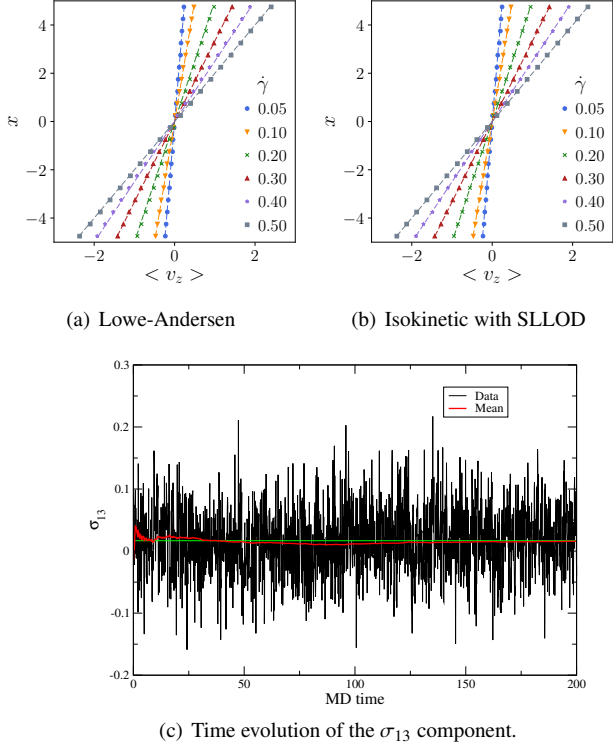 4
2
0
−2
−4
x
γ̇
0.05
0.10
0.20
0.30
0.40
0.50
−2 0 2
< v_z >
(a) Lowe-Andersen
4
2
0
−2
−4
x
γ̇
0.05
0.10
0.20
0.30
0.40
0.50
−2 0 2
< v_z >
(b) Isokinetic with SLLOD
0.3
0.2
0.1
0
-0.1
-0.2
σ₁₃
Data
Mean
0 50 100 150 200
MD time
(c) Time evolution of the σ₁₃ component.